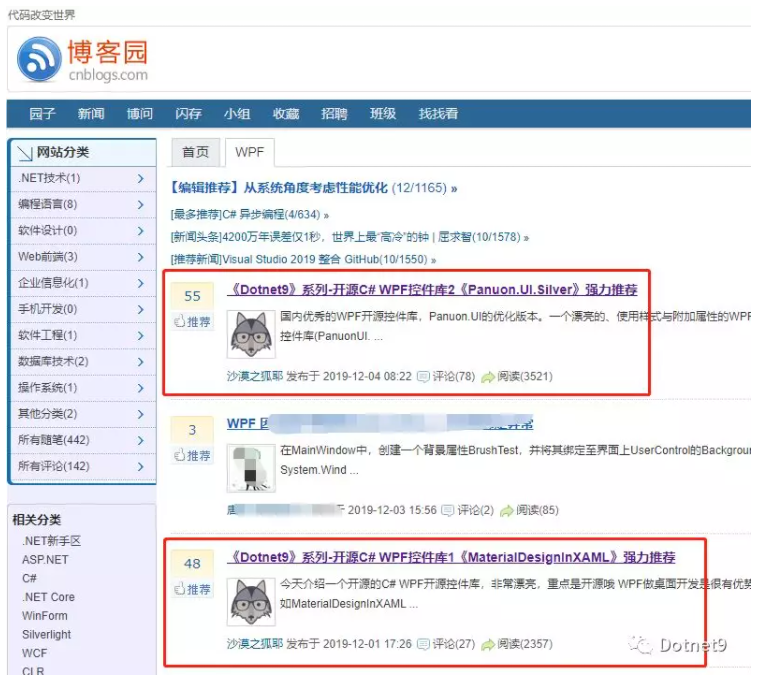 代码改变世界
博客园
cnblogs.com
园子 新闻 博问 闪存 小组 收藏 招聘 班级 找找看
网站分类
.NET技术(1)
编程语言(8)
软件设计(0)
Web前端(3)
企业信息化(1)
手机开发(0)
软件工程(1)
数据库技术(2)
操作系统(1)
其他分类(2)
所有随笔(442)
所有评论(142)
相关分类
.NET新手区
ASP.NET
C#
.NET Core
WinForm
Silverlight
WCF
CLR
首页 WPF
【编辑推荐】从系统角度考虑性能优化 (12/1165) »
[最多推荐]C# 异步编程(4/634) »
[新闻头条]4200万年误差仅1秒，世界上最“高冷”的钟 | 屈求智(10/1578) »
[推荐新闻]Visual Studio 2019 整合 GitHub(10/1550) »
55
推荐
《Dotnet9》系列-开源C# WPF控件库2《Panuon.UI.Silver》强力推荐
国内优秀的WPF开源控件库，Panuon.UI的优化版本。一个漂亮的、使用样式与附加属性的WPF
控件库(PanuonUI. ...
沙漠之狐耶 发布于 2019-12-04 08:22 评论(78) 阅读(3521)
3
推荐
WPF
在MainWindow中，创建一个背景属性BrushTest，并将其绑定至界面上UserControl的Backgroun
System.Wind ...
2019-12-03 15:56 评论(2) 阅读(85)
48
推荐
《Dotnet9》系列-开源C# WPF控件库1《MaterialDesignInXAML》强力推荐
今天介绍一个开源的C# WPF开源控件库，非常漂亮，重点是开源哦 WPF做桌面开发是很有优势
如MaterialDesignInXAML ...
沙漠之狐耶 发布于 2019-12-01 17:26 评论(27) 阅读(2357)
Dotnet9